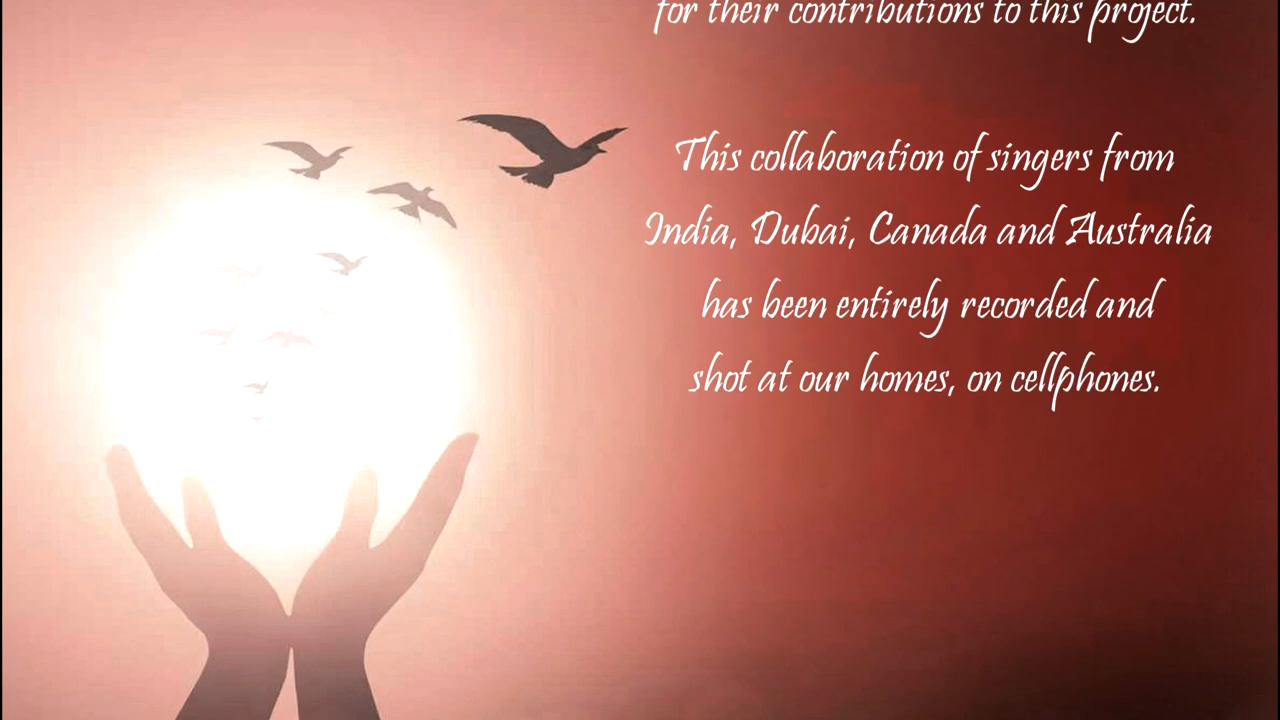 for their contributions to this project.
This collaboration of singers from
India, Dubai, Canada and Australia
has been entirely recorded and
shot at our homes, on cellphones.